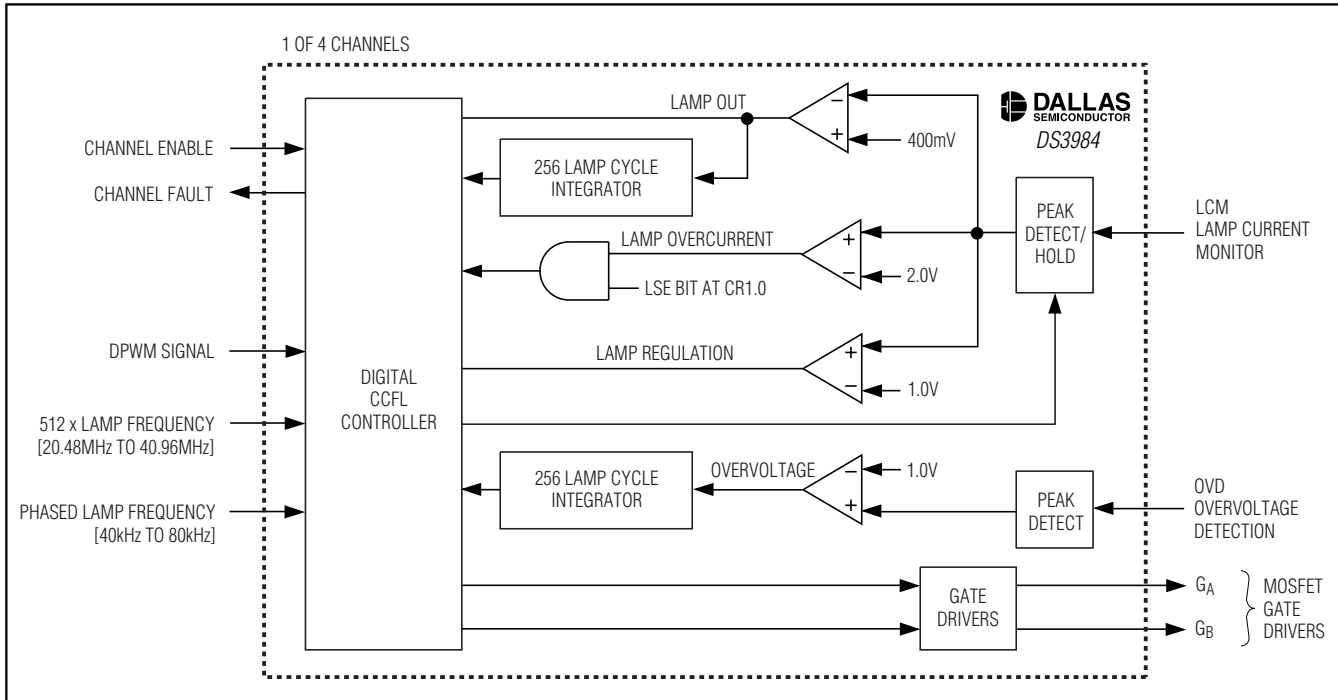 1 OF 4 CHANNELS
DALLAS
SEMICONDUCTOR
DS3984
LAMP OUT
400mV
CHANNEL ENABLE
CHANNEL FAULT
256 LAMP CYCLE
INTEGRATOR
PEAK
DETECT/
HOLD
LCM
LAMP CURRENT
MONITOR
LAMP OVERCURRENT
2.0V
LSE BIT AT CR1.0
DPWM SIGNAL
LAMP REGULATION
1.0V
DIGITAL
CCFL
CONTROLLER
512 x LAMP FREQUENCY
[20.48MHz TO 40.96MHz]
256 LAMP CYCLE
INTEGRATOR
OVERVOLTAGE
1.0V
PEAK
DETECT
OVD
OVERVOLTAGE
DETECTION
PHASED LAMP FREQUENCY
[40kHz TO 80kHz]
GATE
DRIVERS
GA
GB
MOSFET
GATE
DRIVERS